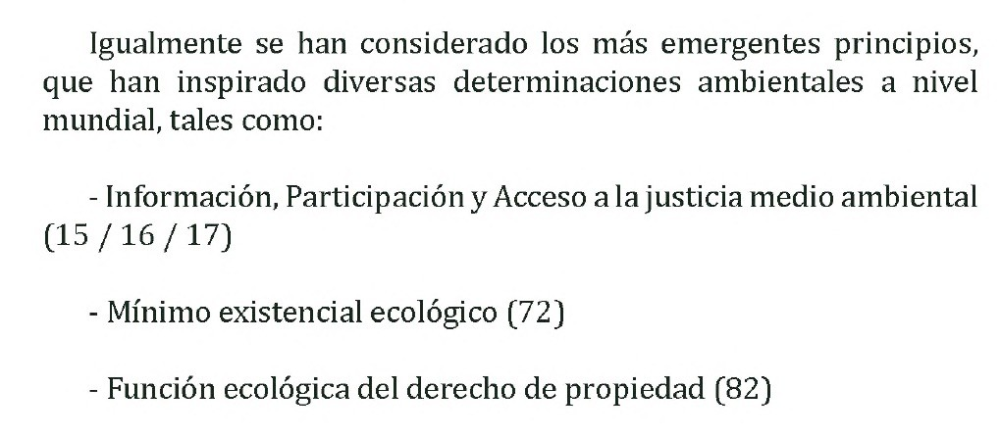 Igualmente se han considerado los más emergentes principios,
que han inspirado diversas determinaciones ambientales a nivel
mundial, tales como:
- Información, Participación y Acceso a la justicia medio ambiental
(15 / 16 / 17)
- Mínimo existencial ecológico (72)
- Función ecológica del derecho de propiedad (82)